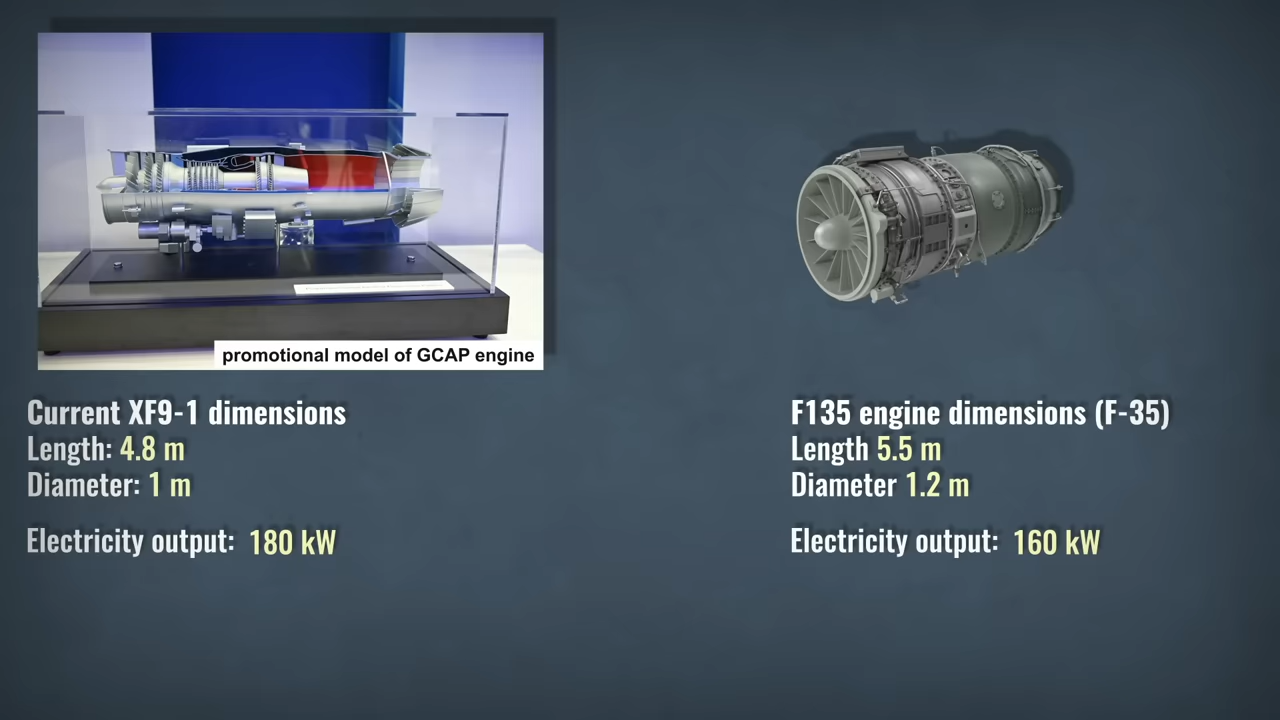 promotional model of GCAP engine
Current XF9-1 dimensions
Length: 4.8 m
Diameter: 1 m
Electricity output: 180 kW
F135 engine dimensions (F-35)
Length 5.5 m
Diameter 1.2 m
Electricity output: 160 kW